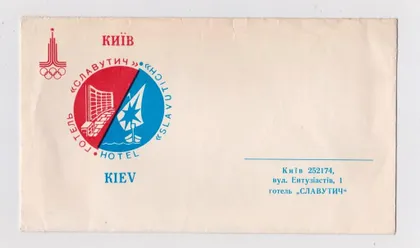 КИЇВ
ГОТЕЛЬ «СЛАВУТИЧ»
HOTEL «SLAVUTICH»
KIEV
Київ 252174,
вул. Ентузіастів, 1
готель „СЛАВУТИЧ“